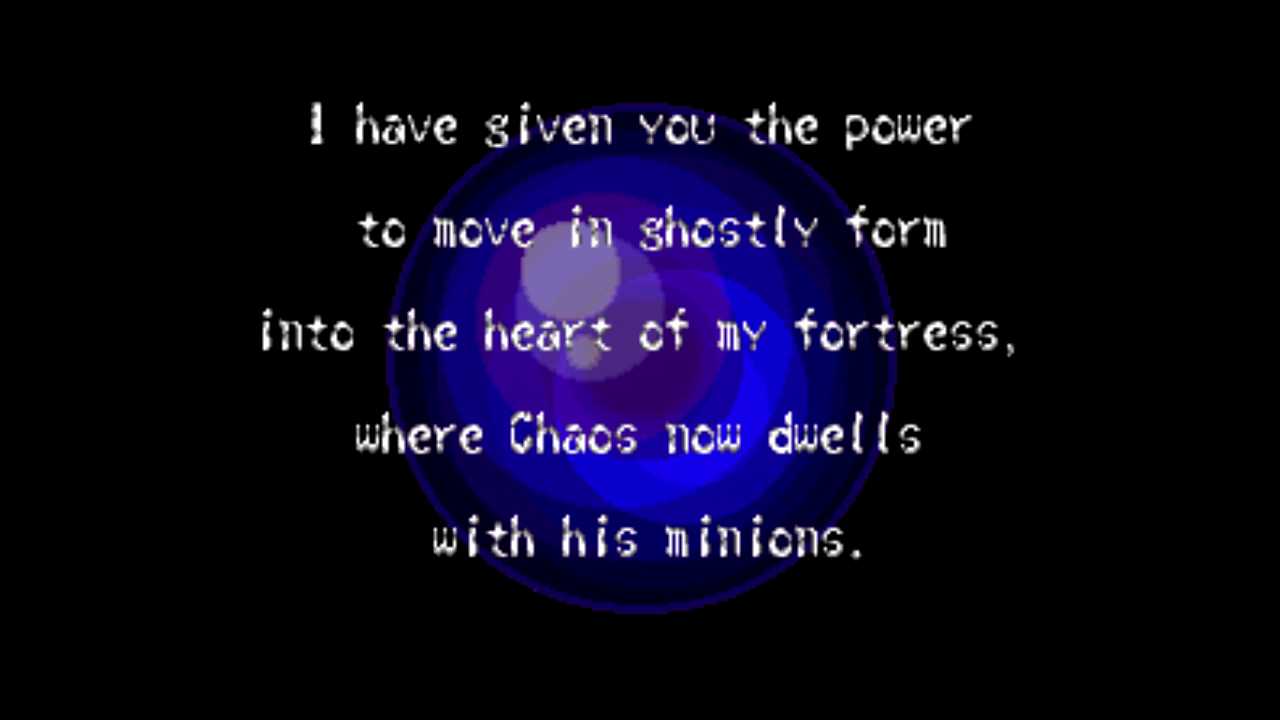 I have given you the power
to move in ghostly form
into the heart of my fortress,
where Chaos now dwells
with his minions.